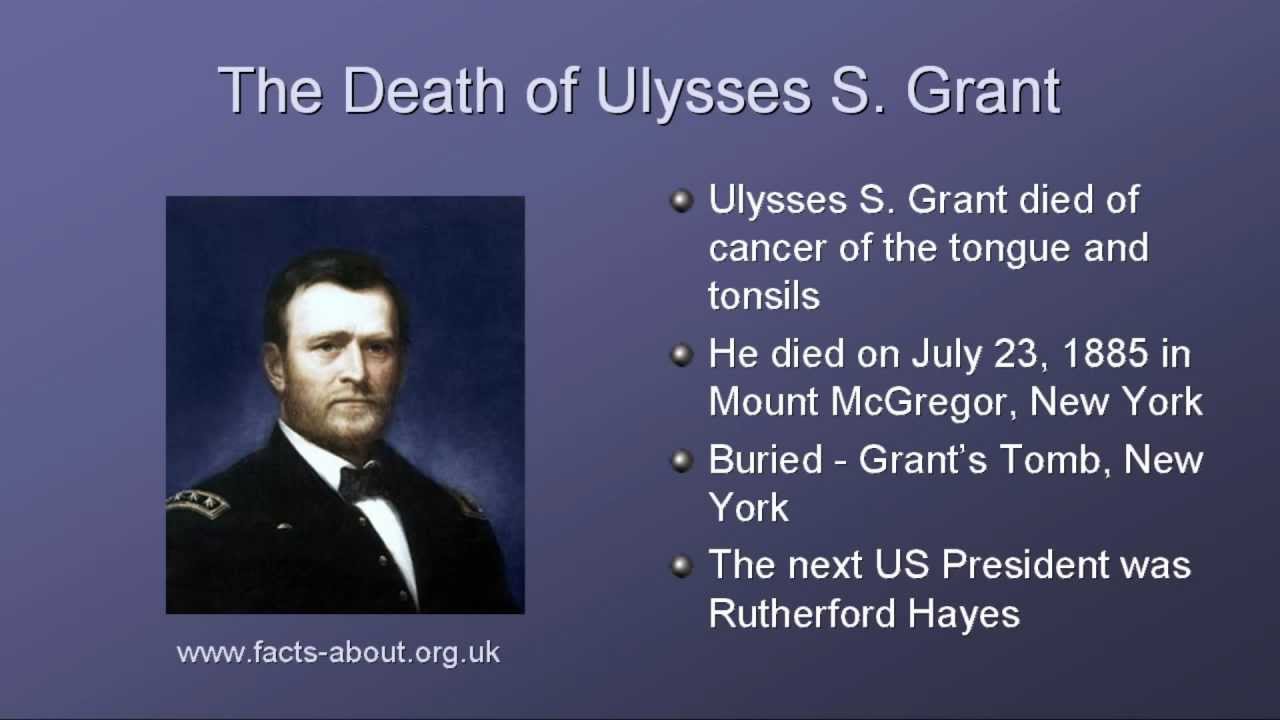 The Death of Ulysses S. Grant
Ulysses S. Grant died of
cancer of the tongue and
tonsils
He died on July 23, 1885 in
Mount McGregor, New York
Buried - Grant's Tomb, New
York
The next US President was
Rutherford Hayes
www.facts-about.org.uk